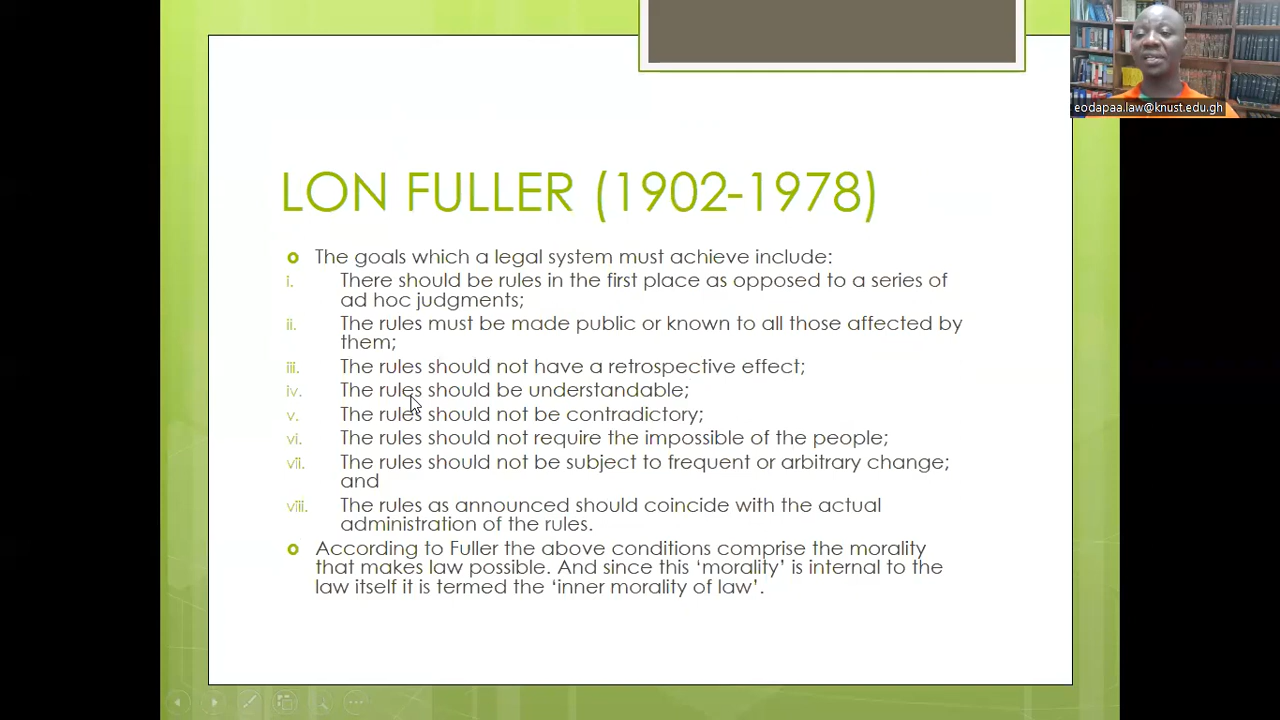 eodapaa.law@knust.edu.gh
LON FULLER (1902-1978)
The goals which a legal system must achieve include:
i. There should be rules in the first place as opposed to a series of
ad hoc judgments;
ii. The rules must be made public or known to all those affected by
them;
iii. The rules should not have a retrospective effect;
iv. The rules should be understandable;
v. The rules should not be contradictory;
vi. The rules should not require the impossible of the people;
vii. The rules should not be subject to frequent or arbitrary change;
and
viii. The rules as announced should coincide with the actual
administration of the rules.
According to Fuller the above conditions comprise the morality
that makes law possible. And since this ‘morality’ is internal to the
law itself it is termed the ‘inner morality of law’.